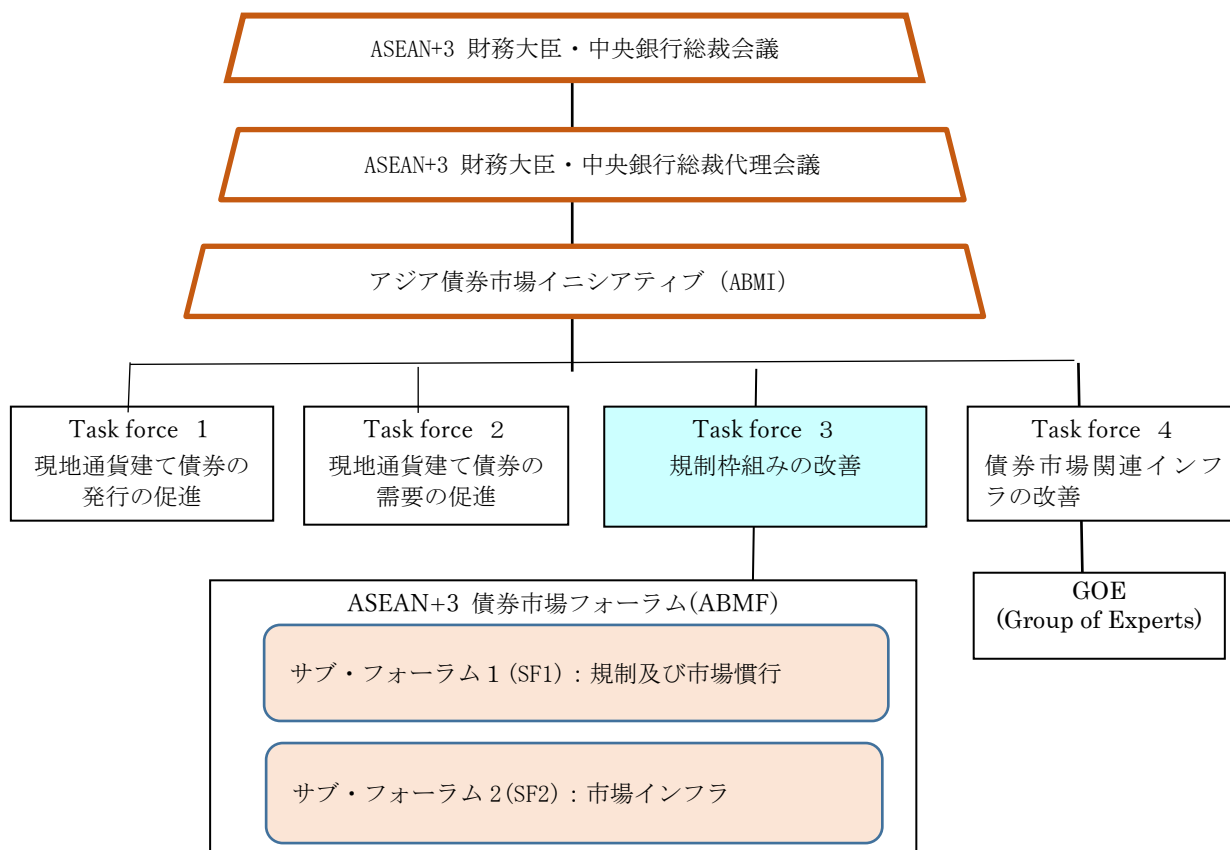 ASEAN+3 財務大臣・中央銀行総裁会議
ASEAN+3 財務大臣・中央銀行総裁代理会議
アジア債券市場イニシアティブ (ABMI)
Task force 1
現地通貨建て債券の
発行の促進
Task force ２
現地通貨建て債券の
需要の促進
Task force ３
規制枠組みの改善
Task force ４
債券市場関連インフ
ラの改善
GOE
(Group of Experts)
ASEAN+3 債券市場フォーラム(ABMF)
サブ・フォーラム１(SF1)：規制及び市場慣行
サブ・フォーラム２(SF2)：市場インフラ